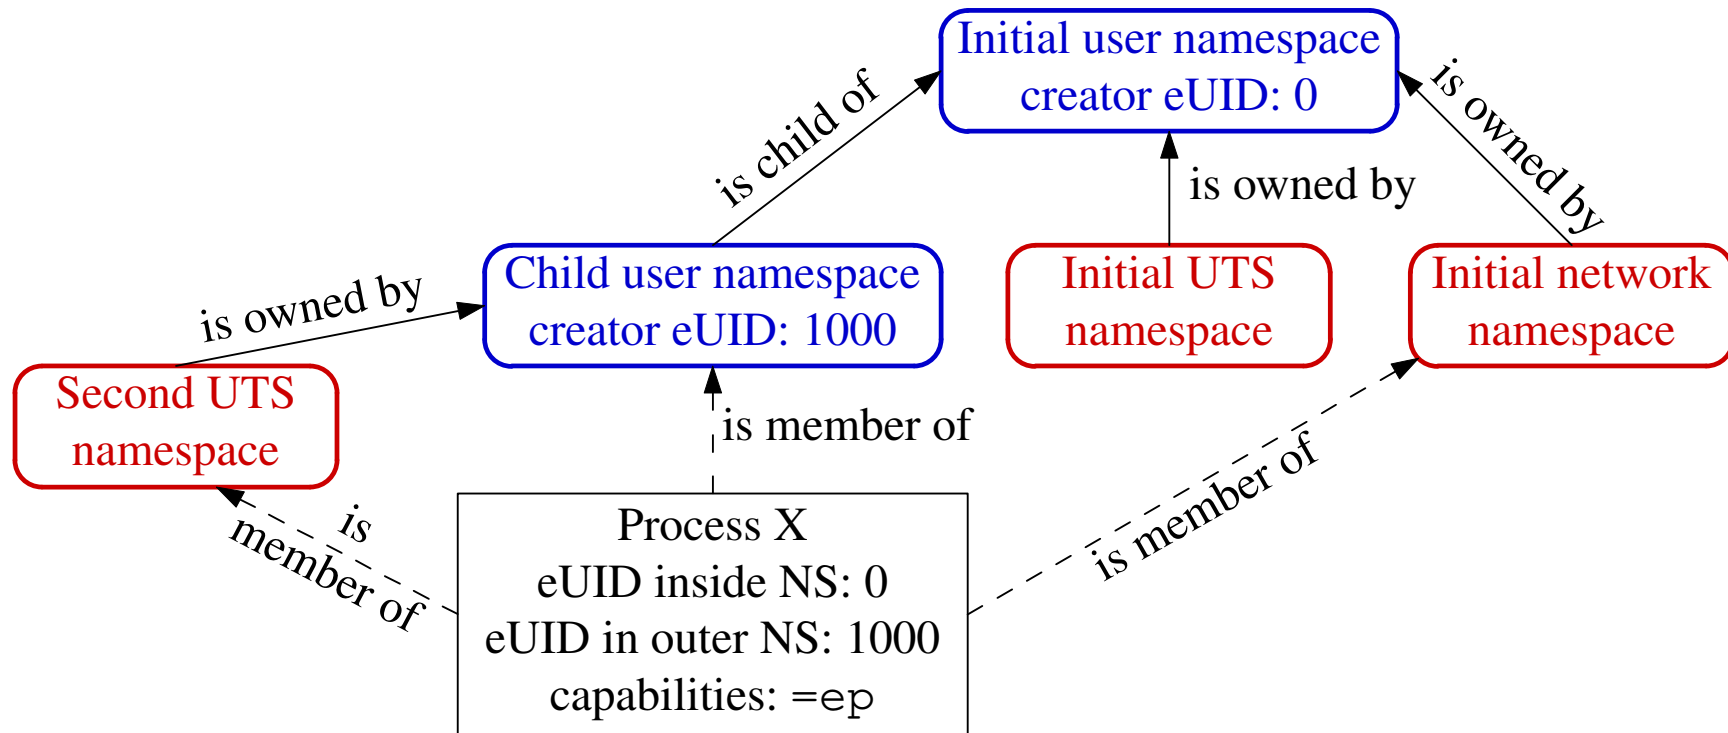 Initial user namespace
creator eUID: 0
is child of
is owned by
is owned by
Child user namespace
creator eUID: 1000
Initial UTS
namespace
Initial network
namespace
is owned by
Second UTS
namespace
is member of
is
member of
is member of
Process X
eUID inside NS: 0
eUID in outer NS: 1000
capabilities: =ep